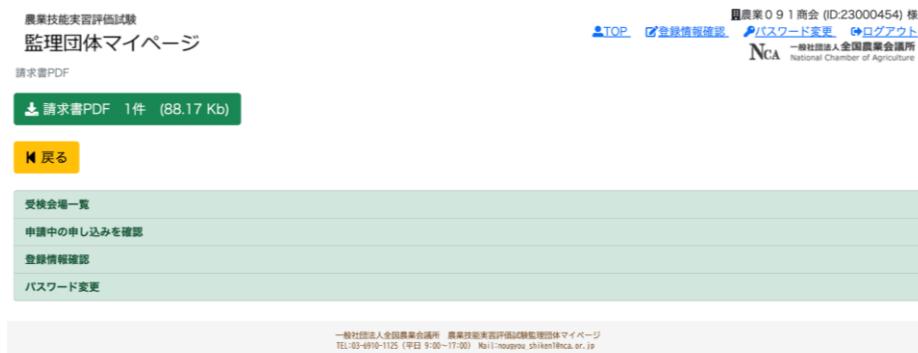 農業技能実習評価試験
監理団体マイページ
農業０９１商会 (ID:23000454) 様
TOP 登録情報確認 パスワード変更 ログアウト
NCA 一般社団法人全国農業会議所
National Chamber of Agriculture
請求書PDF
請求書PDF 1件 (88.17 Kb)
戻る
受検会場一覧
申請中の申し込みを確認
登録情報確認
パスワード変更
一般社団法人全国農業会議所 農業技能実習評価試験監理団体マイページ
TEL:03-6910-1125 (平日 9:00~17:00) Mail:nougyou_shiken1@nca.or.jp